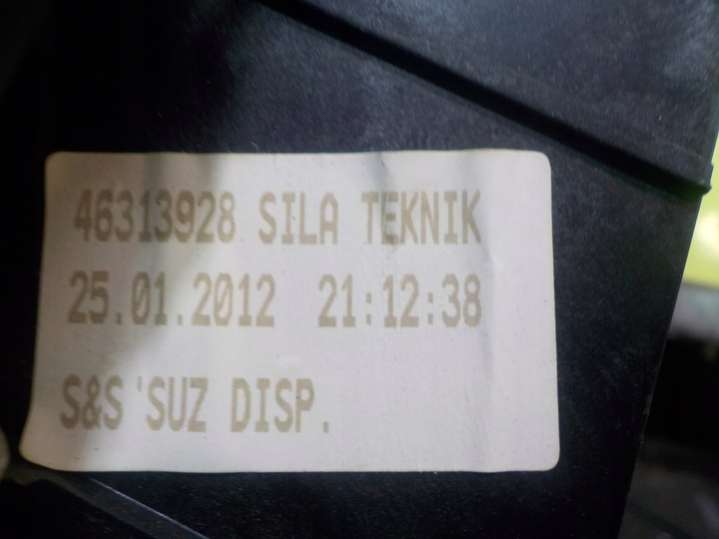 46313928 SILA TEKNIK
25.01.2012 21:12:38
S&S'SUZ DISP.